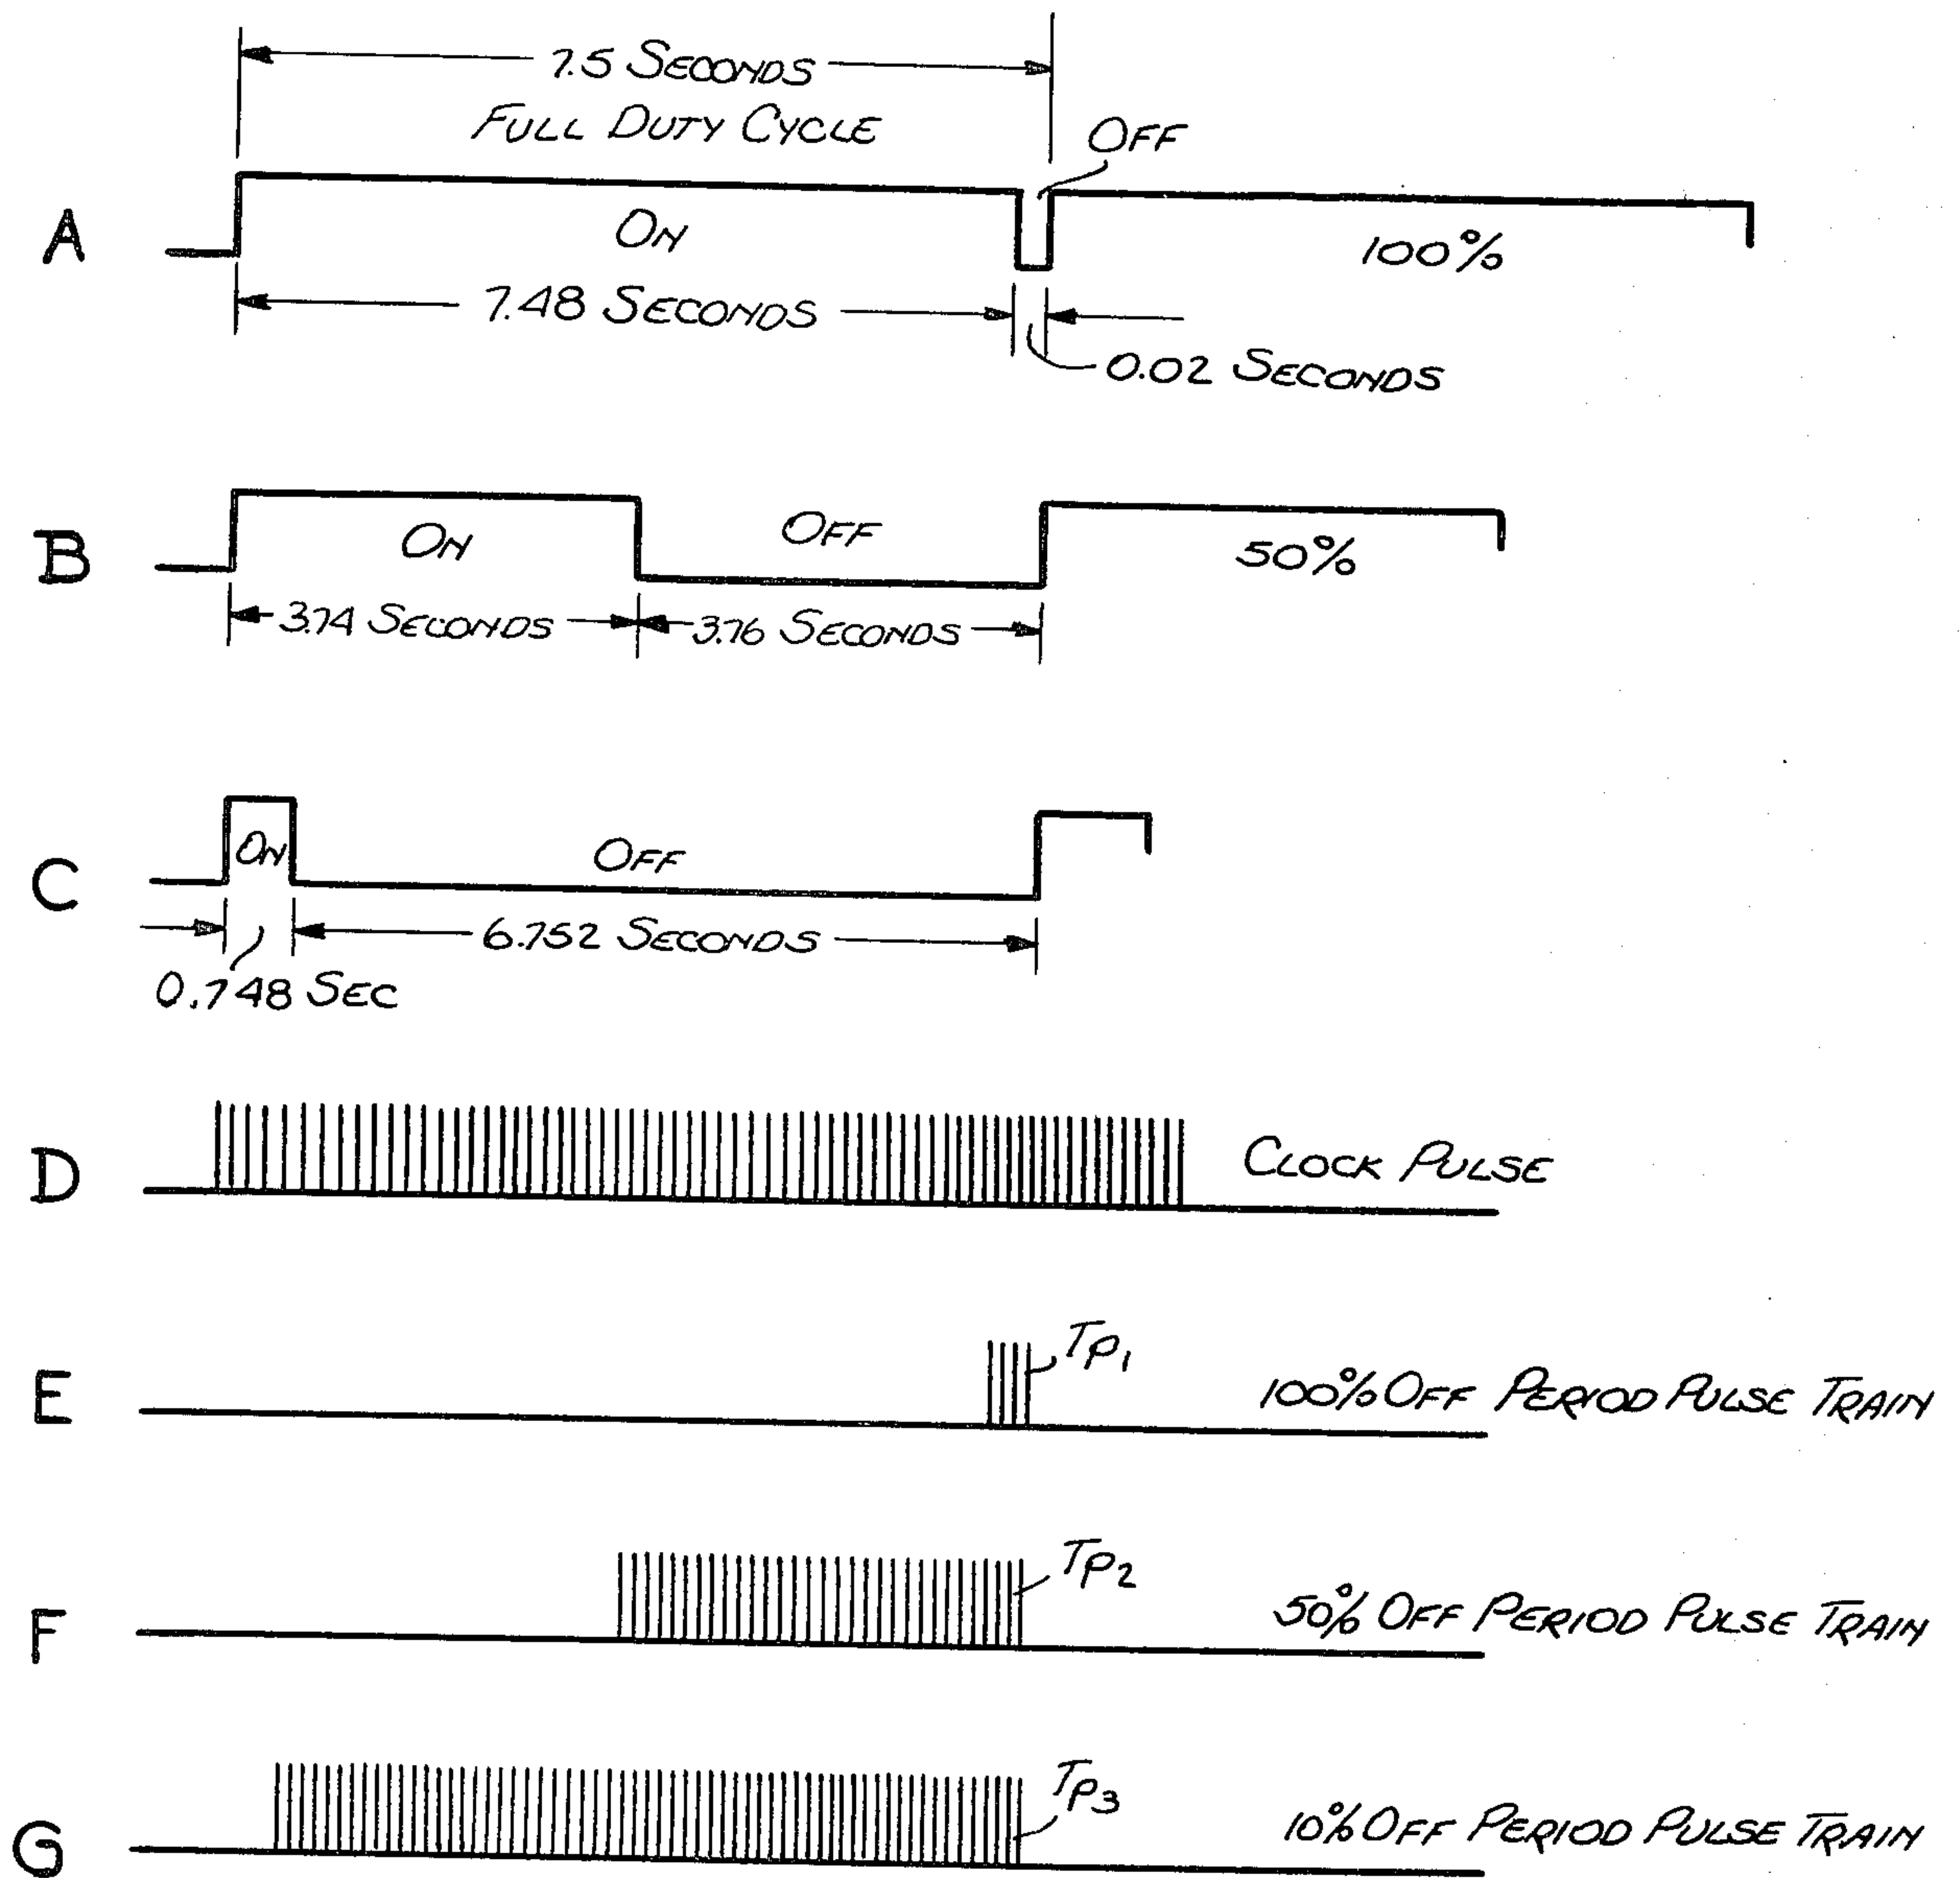 7.5 SECONDS
FULL DUTY CYCLE
OFF
A
ON
100%
7.48 SECONDS
0.02 SECONDS
B
ON
OFF
50%
3.74 SECONDS
3.76 SECONDS
C
ON
OFF
6.752 SECONDS
0.748 SEC
D
CLOCK PULSE
E
TP1
100% OFF PERIOD PULSE TRAIN
F
TP2
50% OFF PERIOD PULSE TRAIN
G
TP3
10% OFF PERIOD PULSE TRAIN